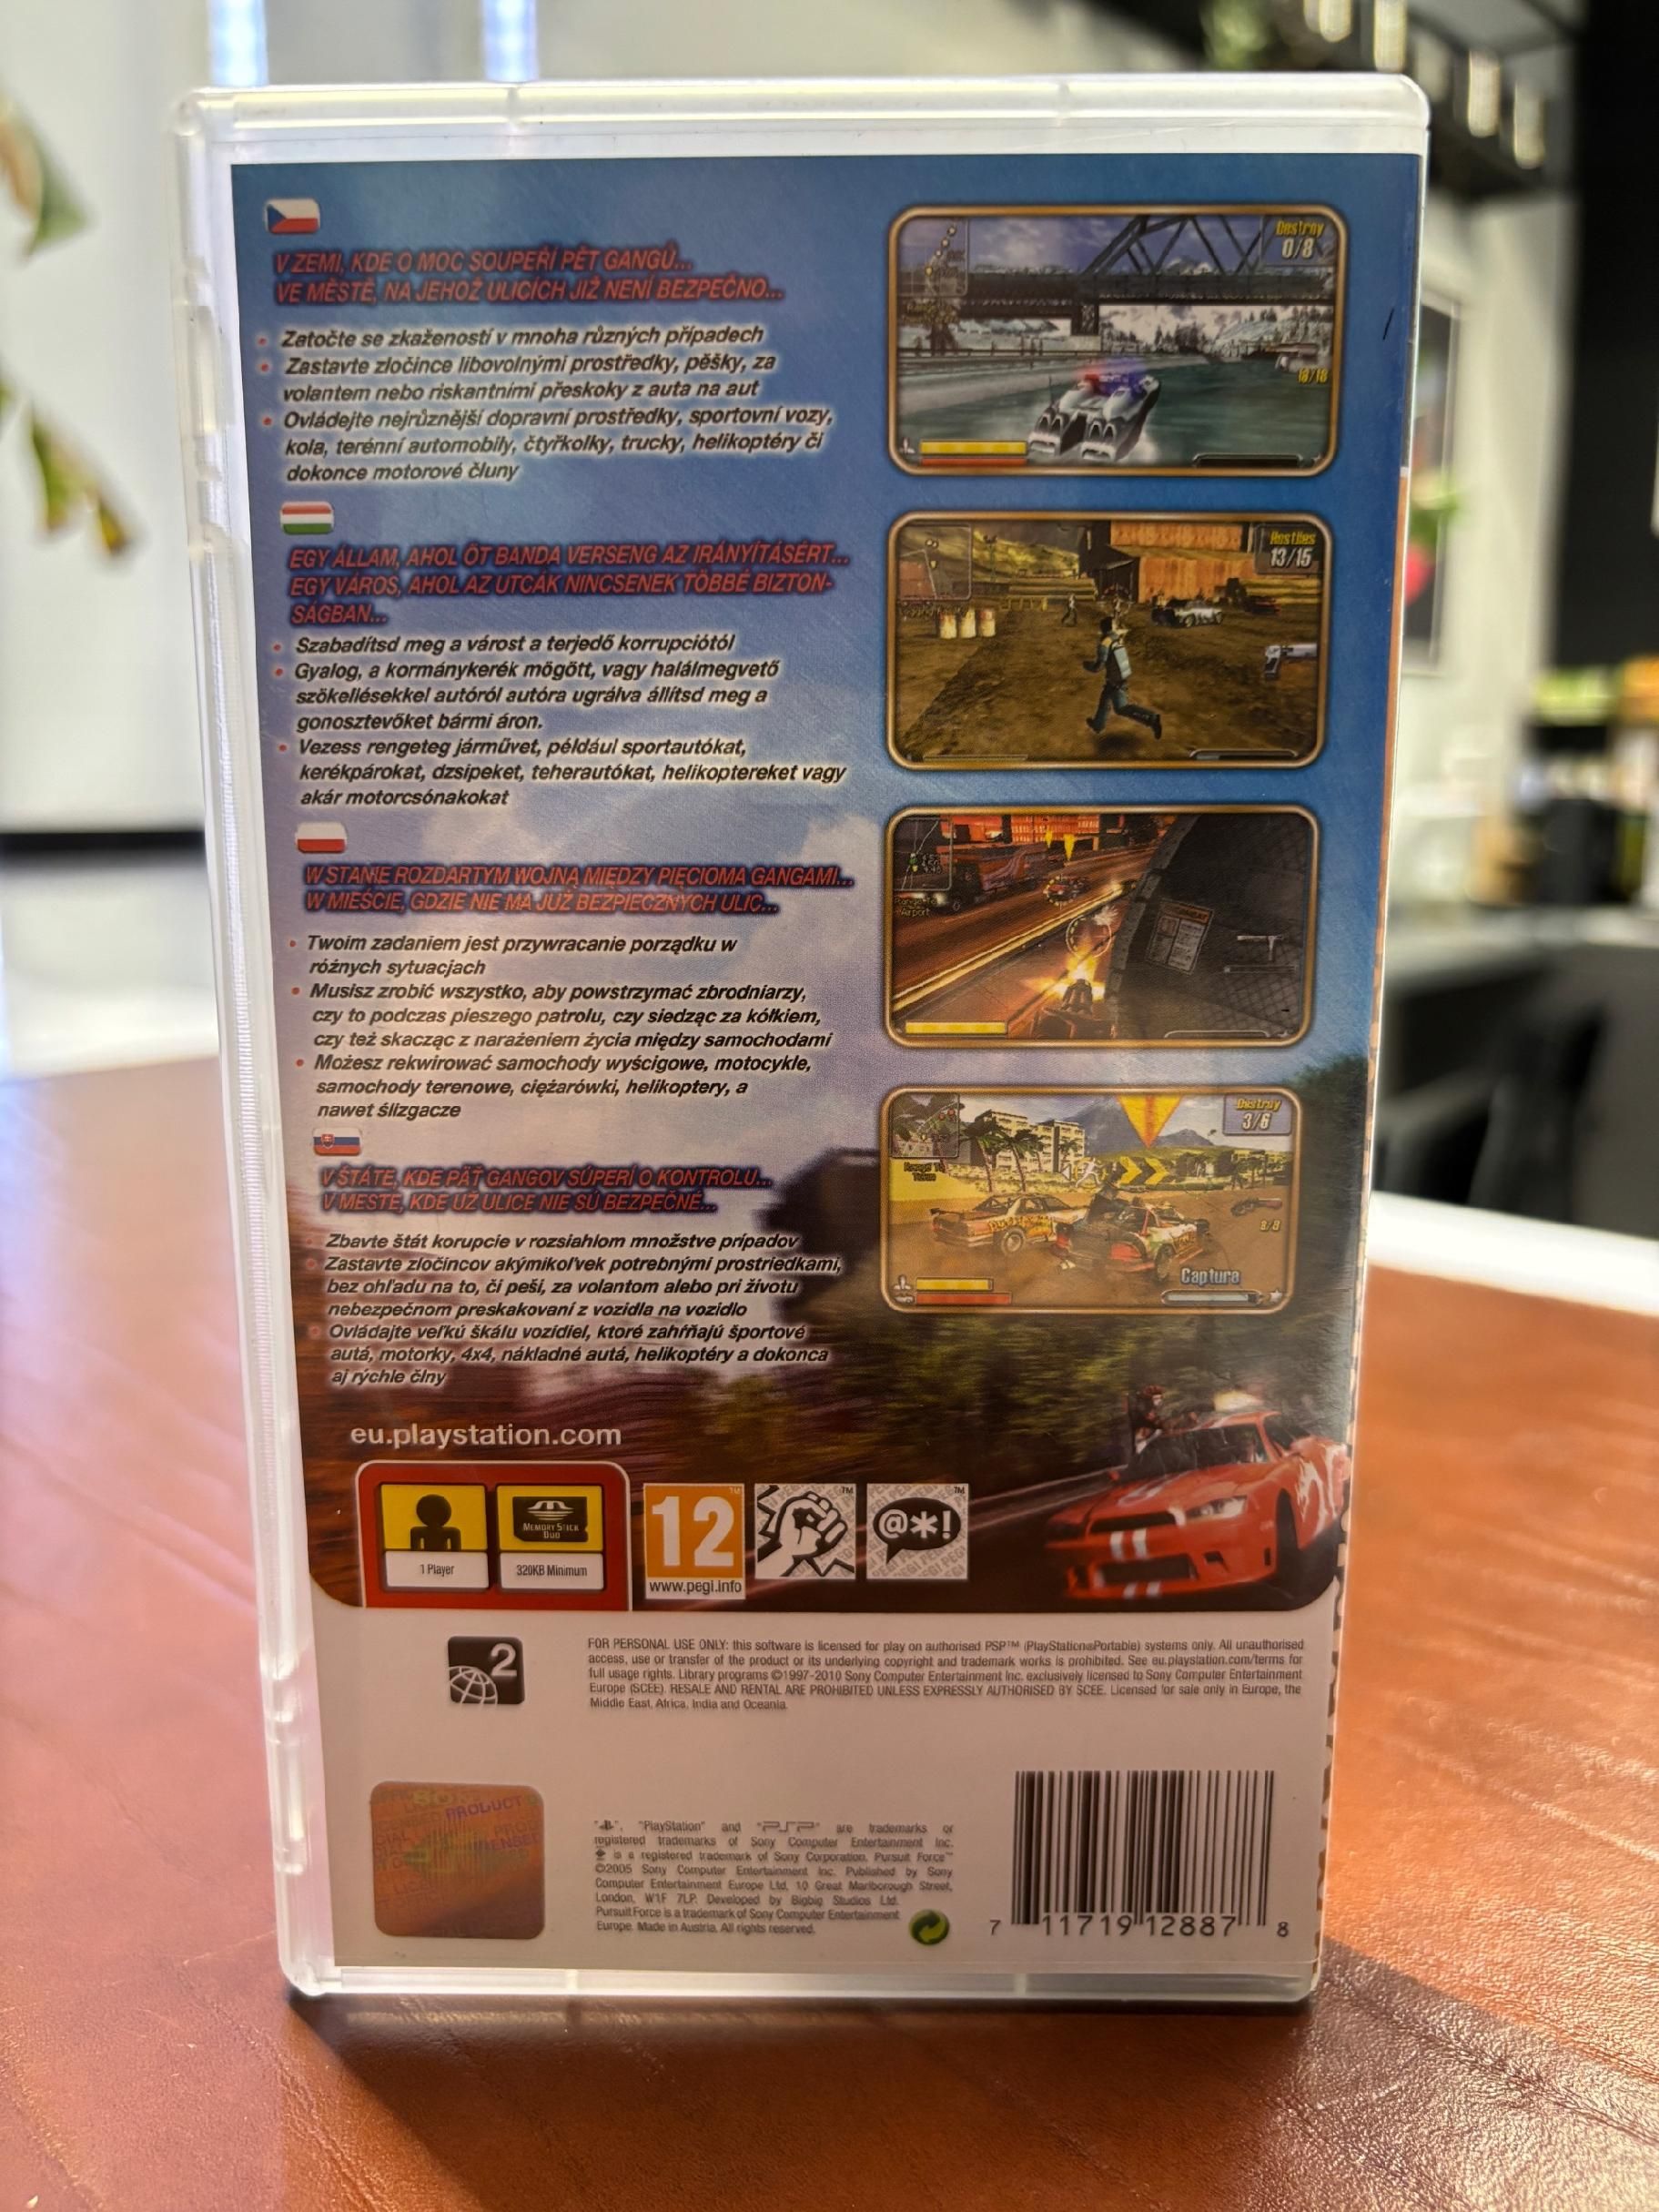 V ZEMI, KDE O MOC SOUPEŘÍ PĚT GANGŮ...
VE MĚSTĚ, NA JEHOŽ ULICÍCH JIŽ NENÍ BEZPEČNO...
• Zatočte se zkažeností v mnoha různých případech
• Zastavte zločince libovolnými prostředky, pěšky, za
volantem nebo riskantními přeskoky z auta na aut
• Ovládejte nejrůznější dopravní prostředky, sportovní vozy,
kola, terénní automobily, čtyřkolky, trucky, helikoptéry či
dokonce motorové čluny
EGY ÁLLAM, AHOL ÖT BANDA VERSENG AZ IRÁNYÍTÁSÉRT...
EGY VÁROS, AHOL AZ UTCÁK NINCSENEK TÖBBÉ BIZTON-
SÁGBAN...
• Szabadítsd meg a várost a terjedő korrupciótól
• Gyalog, a kormánykerék mögött, vagy halálmegvető
szökellésekkel autóról autóra ugrálva állítsd meg a
gonosztevőket bármi áron.
• Vezess rengeteg járművet, például sportautókat,
kerékpárokat, dzsipeket, teherautókat, helikoptereket vagy
akár motorcsónakokat
W STANIE ROZDARTYM WOJNĄ MIĘDZY PIĘCIOMA GANGAMI...
W MIEŚCIE, GDZIE NIE MA JUŻ BEZPIECZNYCH ULIC...
• Twoim zadaniem jest przywracanie porządku w
różnych sytuacjach
• Musisz zrobić wszystko, aby powstrzymać zbrodniarzy,
czy to podczas pieszego patrolu, czy siedząc za kółkiem,
czy też skacząc z narażeniem życia między samochodami
• Możesz rekwirować samochody wyścigowe, motocykle,
samochody terenowe, ciężarówki, helikoptery, a
nawet ślizgacze
V ŠTÁTE, KDE PÄŤ GANGOV SÚPERÍ O KONTROLU...
V MESTE, KDE UŽ ULICE NIE SÚ BEZPEČNÉ...
• Zbavte štát korupcie v rozsiahlom množstve prípadov
• Zastavte zločincov akýmikoľvek potrebnými prostriedkami,
bez ohľadu na to, či peši, za volantom alebo pri životu
nebezpečnom preskakovaní z vozidla na vozidlo
• Ovládajte veľkú škálu vozidiel, ktoré zahŕňajú športové
autá, motorky, 4x4, nákladné autá, helikoptéry a dokonca
aj rýchle člny
Destroy
0/8
18/18
Hostiles
13/15
Range To
Airport
Destroy
3/6
8/8
Capture
eu.playstation.com
1 Player
MEMORY STICK
DUO
320KB Minimum
12
www.pegi.info
@*!
2
FOR PERSONAL USE ONLY: this software is licensed for play on authorised PSP™ (PlayStation®Portable) systems only. All unauthorised
access, use or transfer of the product or its underlying copyright and trademark works is prohibited. See eu.playstation.com/terms for
full usage rights. Library programs ©1997-2010 Sony Computer Entertainment Inc. exclusively licensed to Sony Computer Entertainment
Europe (SCEE). RESALE AND RENTAL ARE PROHIBITED UNLESS EXPRESSLY AUTHORISED BY SCEE. Licensed for sale only in Europe, the
Middle East, Africa, India and Oceania.
PRODUCT
"PlayStation" and "PSP" are trademarks or
registered trademarks of Sony Computer Entertainment Inc.
is a registered trademark of Sony Corporation. Pursuit Force™
©2005 Sony Computer Entertainment Inc. Published by Sony
Computer Entertainment Europe Ltd, 10 Great Marlborough Street,
London, W1F 7LP. Developed by Bigbig Studios Ltd.
Pursuit Force is a trademark of Sony Computer Entertainment
Europe. Made in Austria. All rights reserved.
7 11719 12887 8